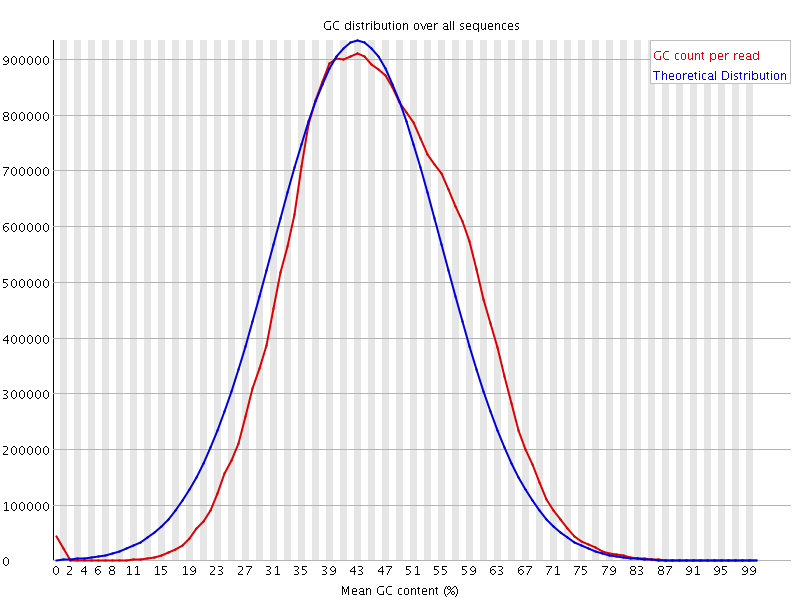 GC distribution over all sequences
GC count per read
Theoretical Distribution
900000
800000
700000
600000
500000
400000
300000
200000
100000
0
0 2 4 6 8 11 15 19 23 27 31 35 39 43 47 51 55 59 63 67 71 75 79 83 87 91 95 99
Mean GC content (%)